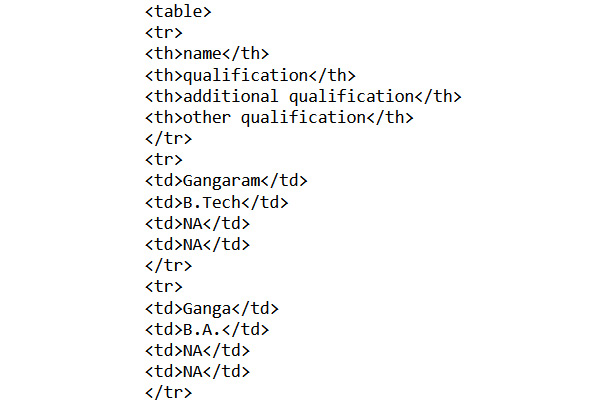 <table>
<tr>
<th>name</th>
<th>qualification</th>
<th>additional qualification</th>
<th>other qualification</th>
</tr>
<tr>
<td>Gangaram</td>
<td>B.Tech</td>
<td>NA</td>
<td>NA</td>
</tr>
<tr>
<td>Ganga</td>
<td>B.A.</td>
<td>NA</td>
<td>NA</td>
</tr>